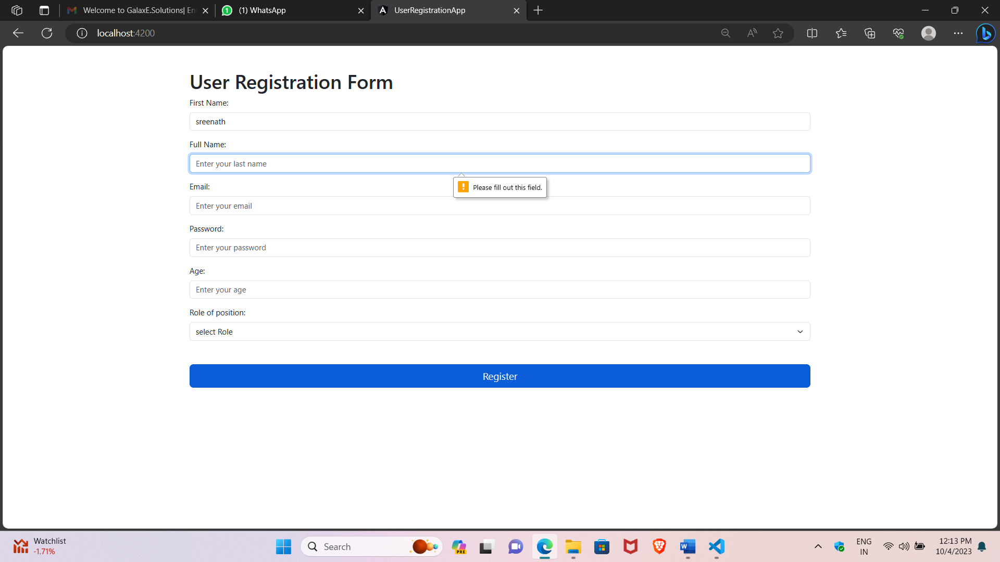 Welcome to GalaxE.Solutions| En
(1) WhatsApp
UserRegistrationApp
localhost:4200
User Registration Form
First Name:
sreenath
Full Name:
Enter your last name
Please fill out this field.
Email:
Enter your email
Password:
Enter your password
Age:
Enter your age
Role of position:
select Role
Register
Watchlist
-1.71%
Search
PRE
ENG
IN
12:13 PM
10/4/2023